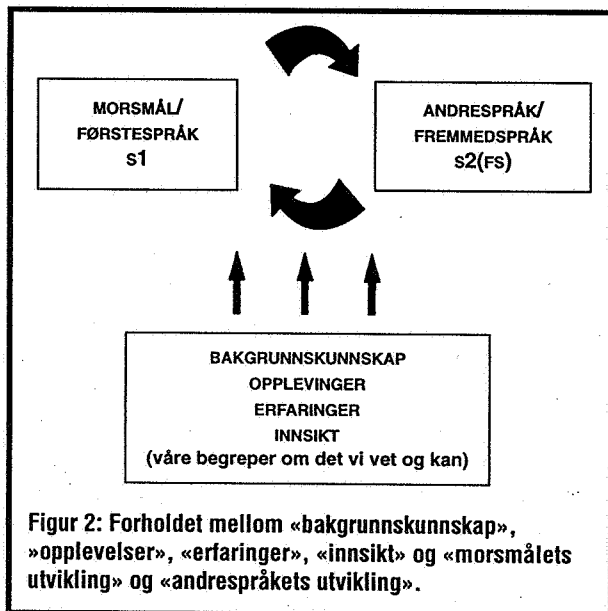 MORSMÅL/
FØRSTESPRÅK
S1
ANDRESPRÅK/
FREMMEDSPRÅK
S2(FS)
BAKGRUNNSKUNNSKAP
OPPLEVINGER
ERFARINGER
INNSIKT
(våre begreper om det vi vet og kan)
Figur 2: Forholdet mellom «bakgrunnskunnskap»,
»opplevelser», «erfaringer», «innsikt» og «morsmålets
utvikling» og «andrespråkets utvikling».